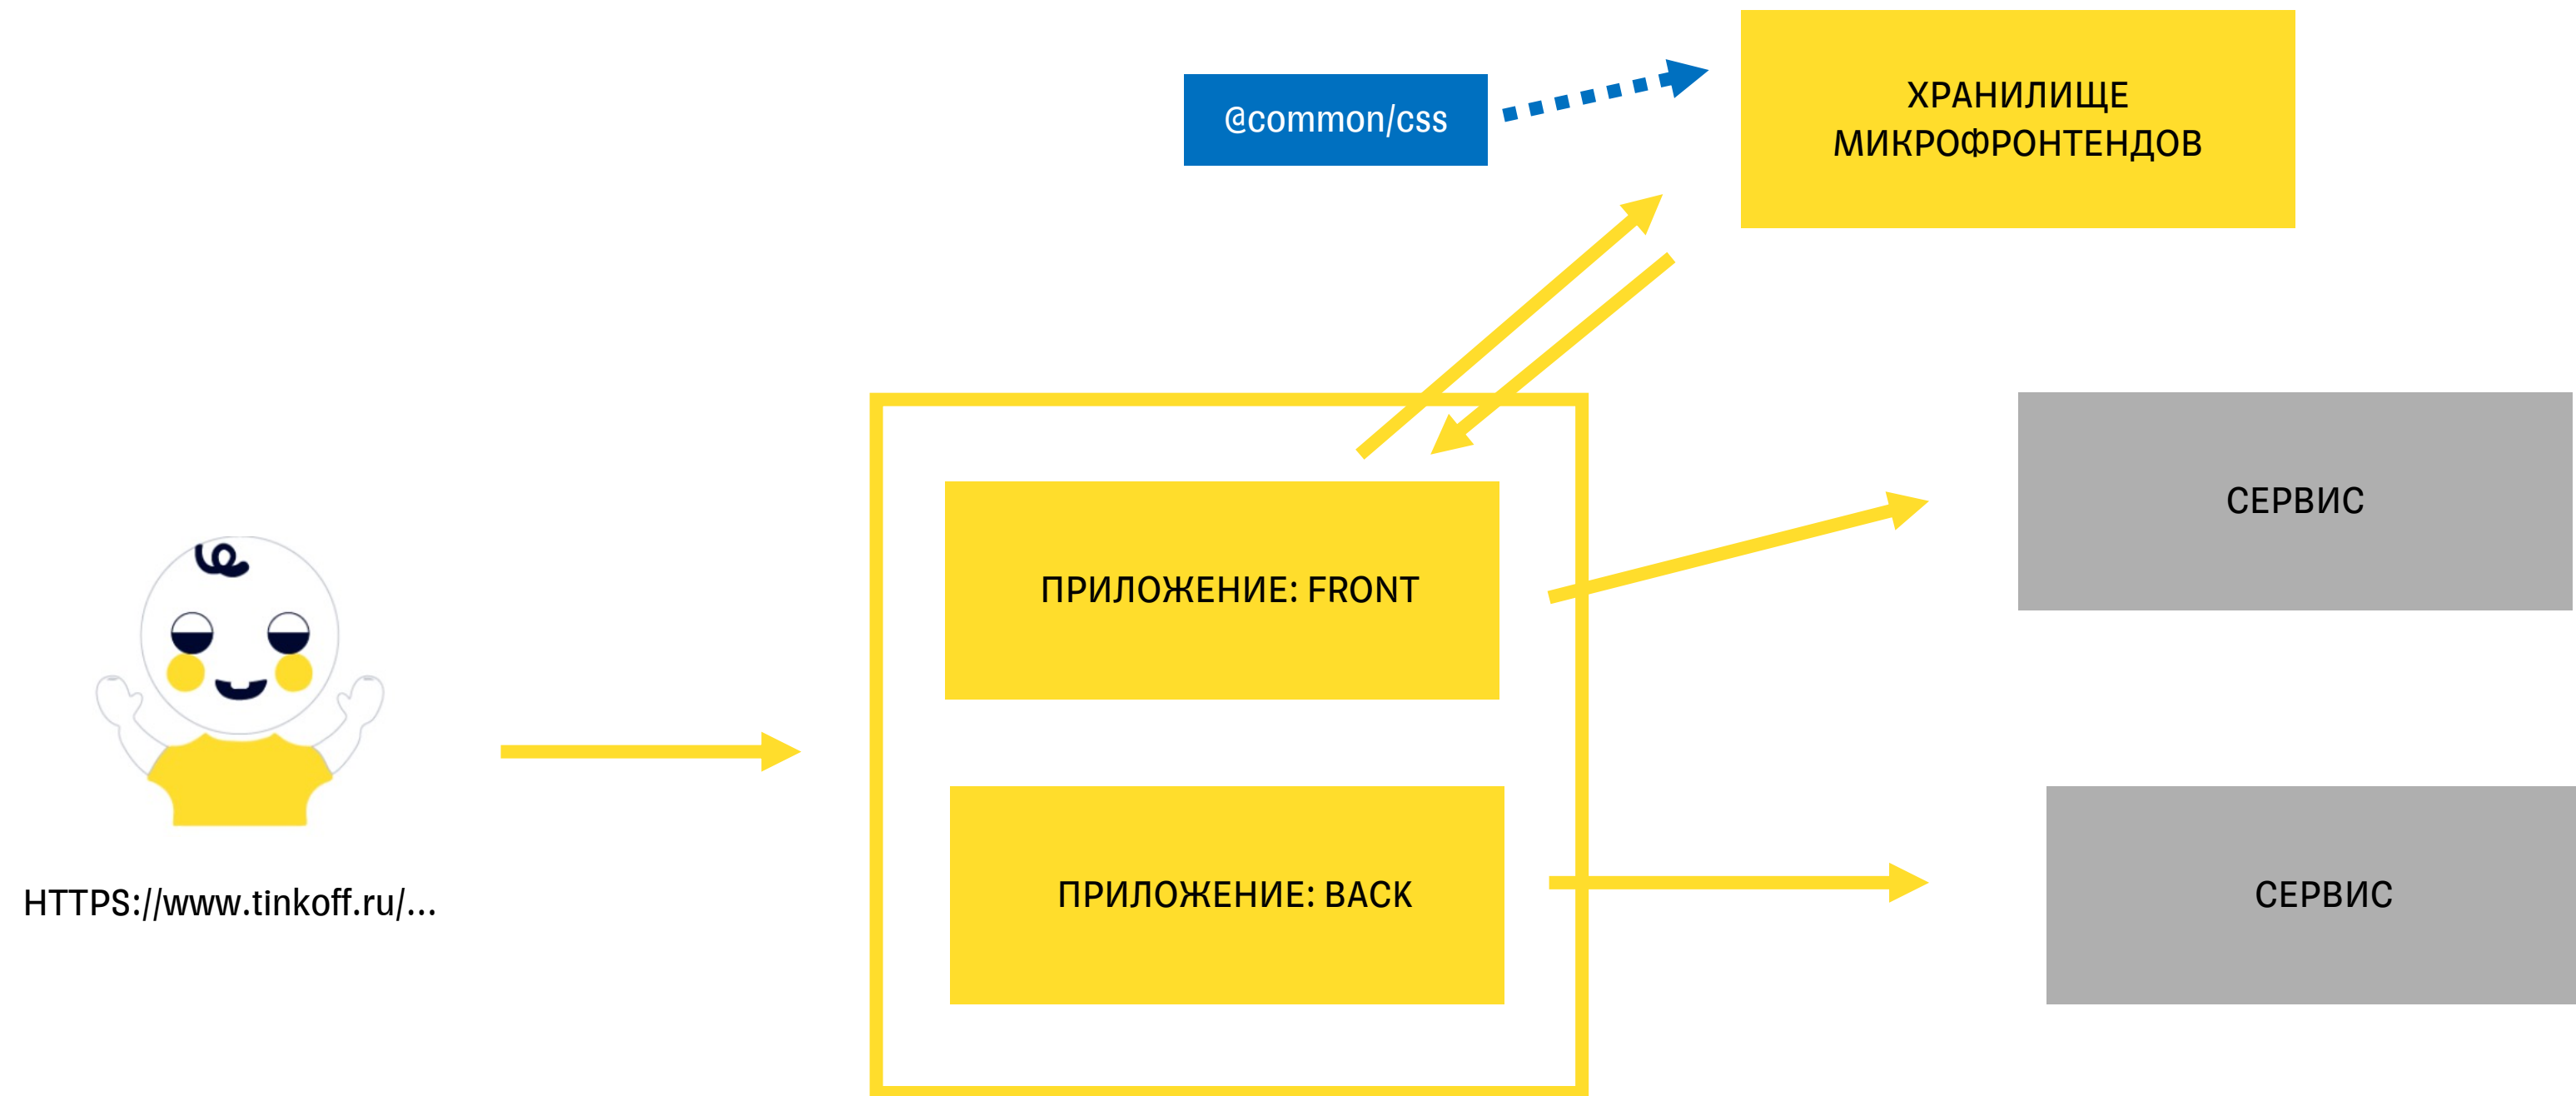 @common/css
ХРАНИЛИЩЕ
МИКРОФРОНТЕНДОВ
ПРИЛОЖЕНИЕ: FRONT
СЕРВИС
HTTPS://www.tinkoff.ru/...
ПРИЛОЖЕНИЕ: BACK
СЕРВИС